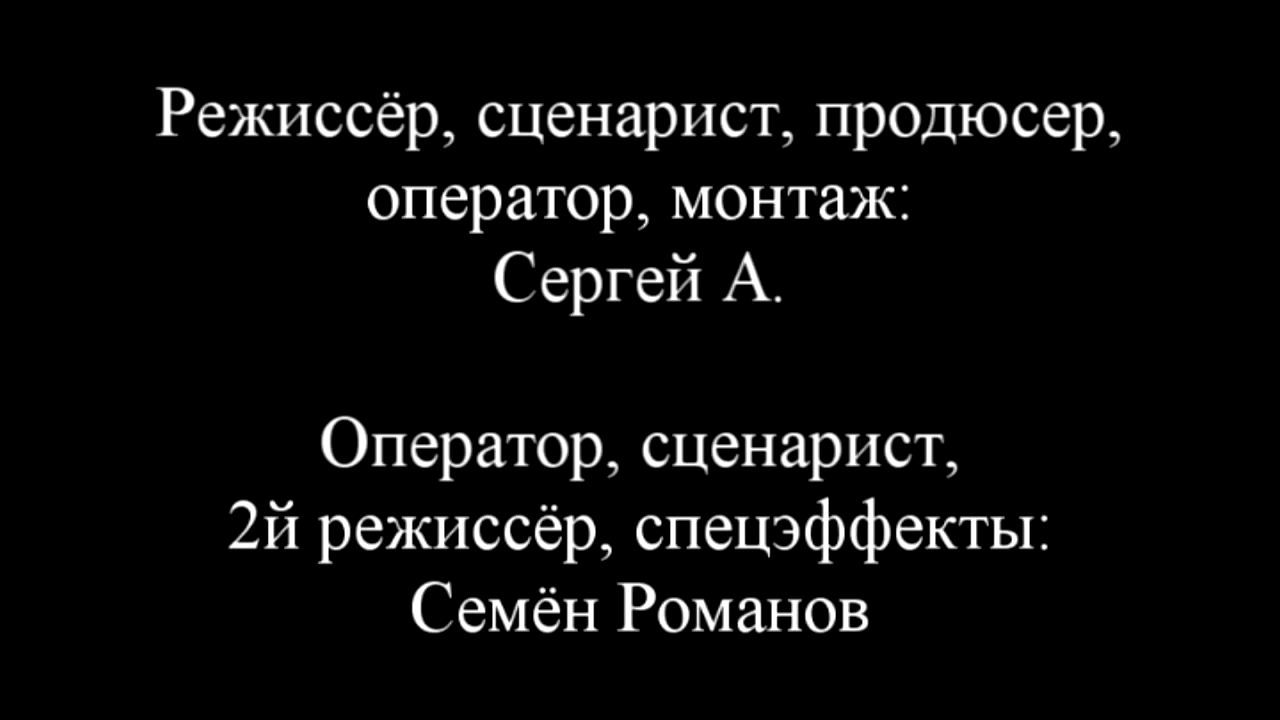 Режиссёр, сценарист, продюсер,
оператор, монтаж:
Сергей А.
Оператор, сценарист,
2й режиссёр, спецэффекты:
Семён Романов